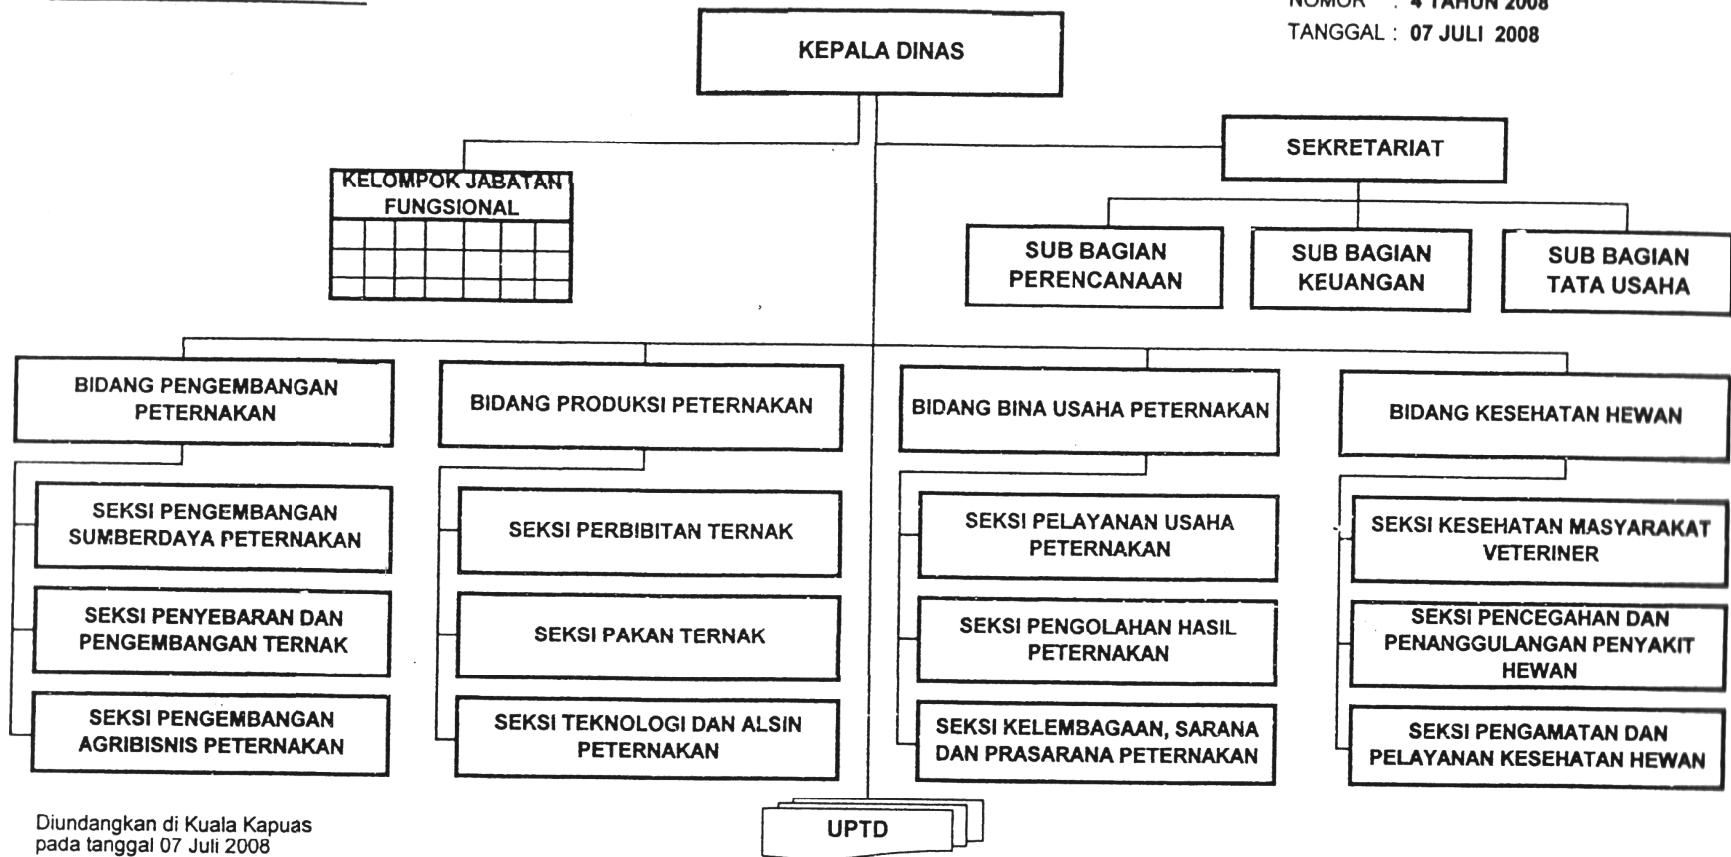 NOMOR : 4 TAHUN 2008
TANGGAL : 07 JULI 2008
KEPALA DINAS
SEKRETARIAT
KELOMPOK JABATAN
FUNGSIONAL
SUB BAGIAN
PERENCANAAN
SUB BAGIAN
KEUANGAN
SUB BAGIAN
TATA USAHA
BIDANG PENGEMBANGAN
PETERNAKAN
BIDANG PRODUKSI PETERNAKAN
BIDANG BINA USAHA PETERNAKAN
BIDANG KESEHATAN HEWAN
SEKSI PENGEMBANGAN
SUMBERDAYA PETERNAKAN
SEKSI PERBIBITAN TERNAK
SEKSI PELAYANAN USAHA
PETERNAKAN
SEKSI KESEHATAN MASYARAKAT
VETERINER
SEKSI PENYEBARAN DAN
PENGEMBANGAN TERNAK
SEKSI PAKAN TERNAK
SEKSI PENGOLAHAN HASIL
PETERNAKAN
SEKSI PENCEGAHAN DAN
PENANGGULANGAN PENYAKIT
HEWAN
SEKSI PENGEMBANGAN
AGRIBISNIS PETERNAKAN
SEKSI TEKNOLOGI DAN ALSIN
PETERNAKAN
SEKSI KELEMBAGAAN, SARANA
DAN PRASARANA PETERNAKAN
SEKSI PENGAMATAN DAN
PELAYANAN KESEHATAN HEWAN
UPTD
Diundangkan di Kuala Kapuas
pada tanggal 07 Juli 2008